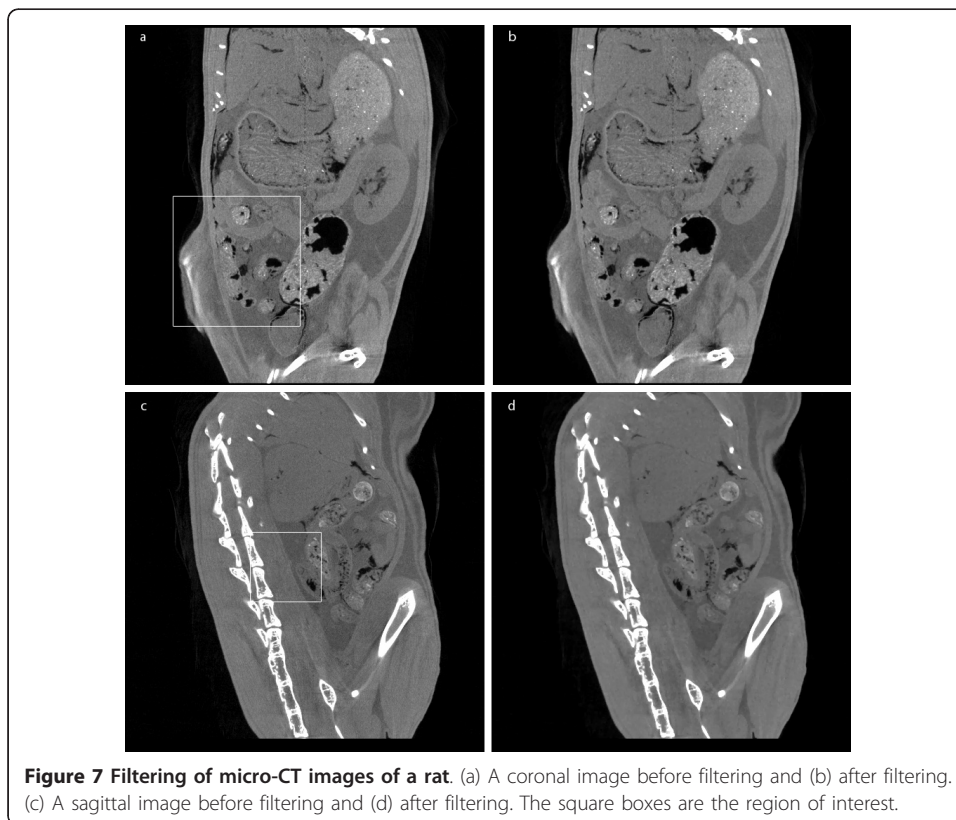 a
b
c
d
Figure 7 Filtering of micro-CT images of a rat. (a) A coronal image before filtering and (b) after filtering.
(c) A sagittal image before filtering and (d) after filtering. The square boxes are the region of interest.